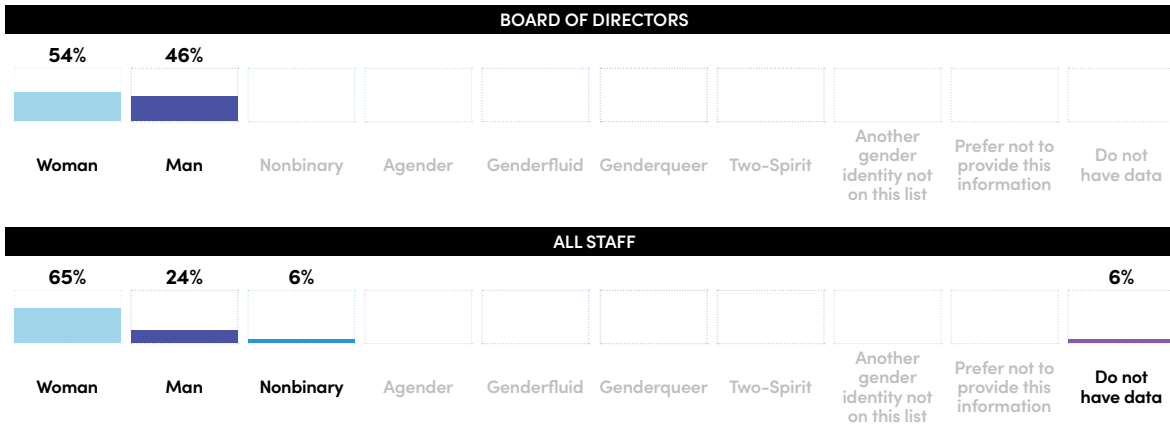 BOARD OF DIRECTORS
54% 46%
Woman Man Nonbinary Agender Genderfluid Genderqueer Two-Spirit
Another
gender
identity not
on this list
Prefer not to
provide this
information
Do not
have data
ALL STAFF
65% 24% 6% 6%
Woman Man Nonbinary Agender Genderfluid Genderqueer Two-Spirit
Another
gender
identity not
on this list
Prefer not to
provide this
information
Do not
have data